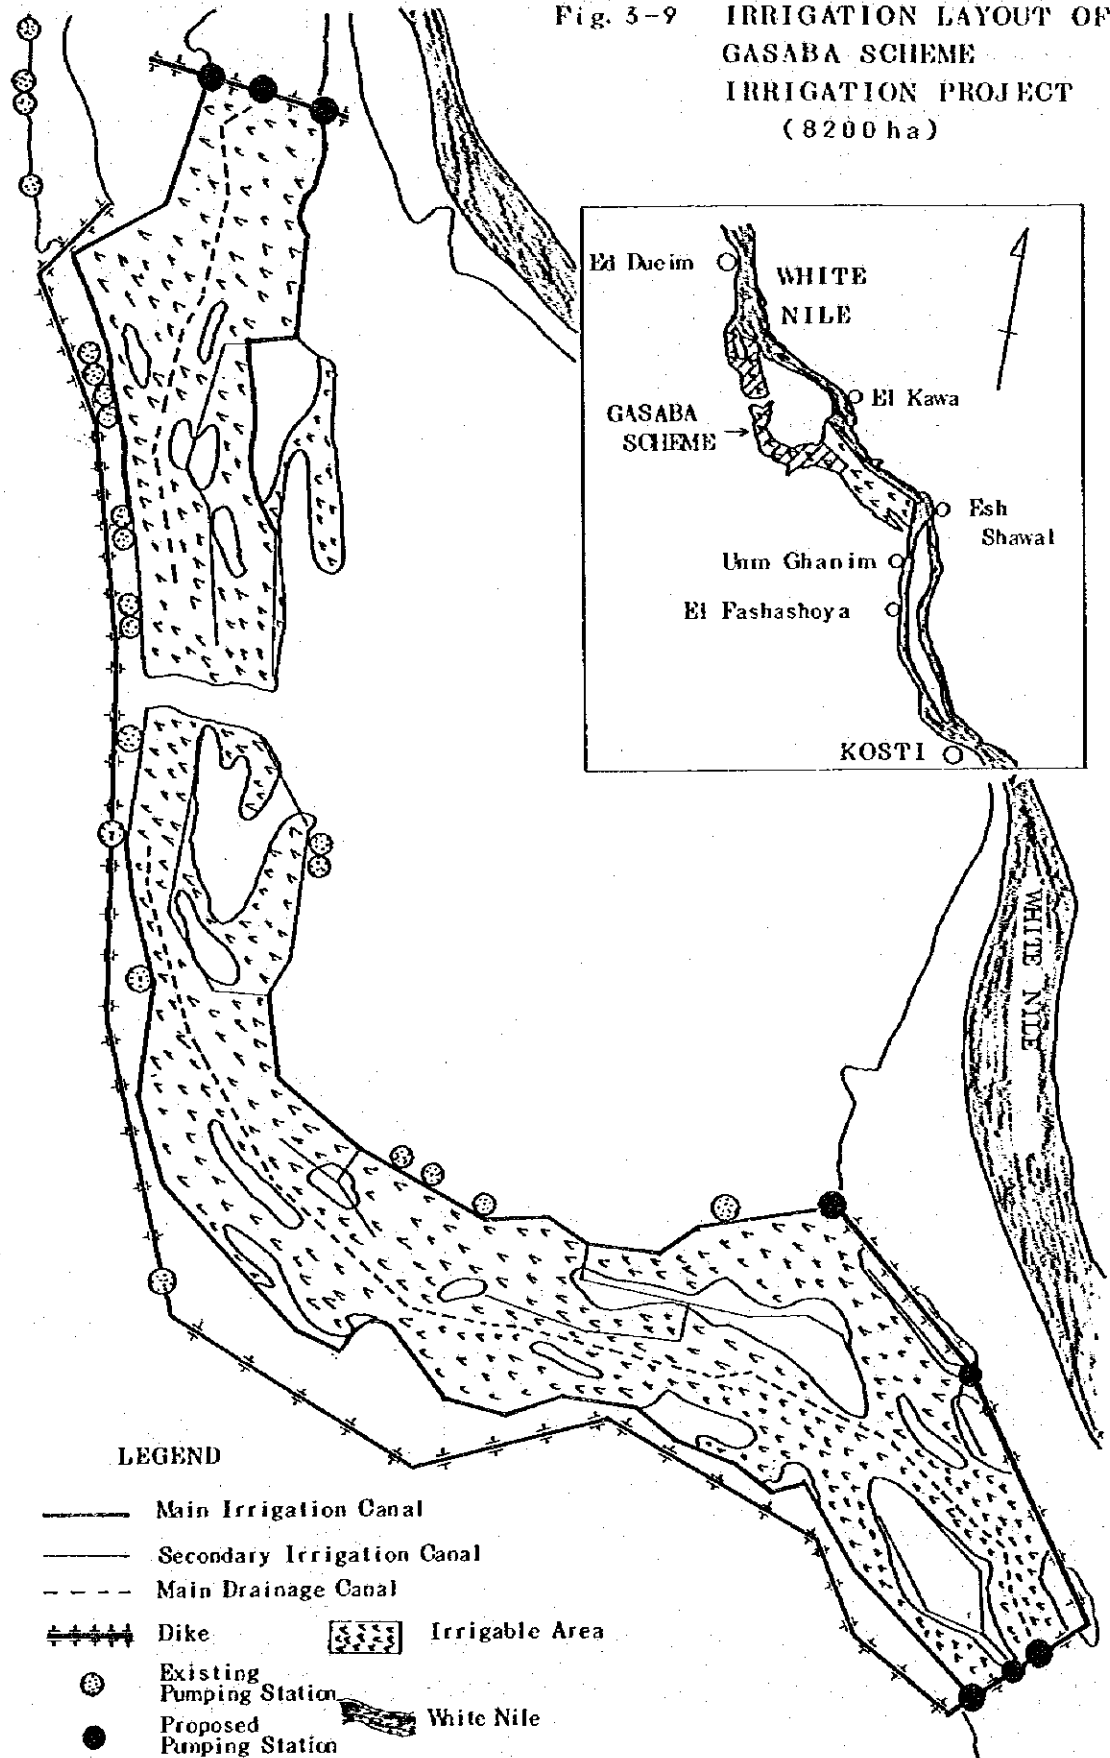 Fig. 3-9 IRRIGATION LAYOUT OF
GASABA SCHEME
IRRIGATION PROJECT
(8200 ha)
Ed Dueim
WHITE
NILE
El Kawa
GASABA
SCHEME
Esh
Shawal
Umm Ghanim
El Fashashoya
KOSTI
WHITE NILE
LEGEND
Main Irrigation Canal
Secondary Irrigation Canal
Main Drainage Canal
Dike
Irrigable Area
Existing
Pumping Station
White Nile
Proposed
Pumping Station